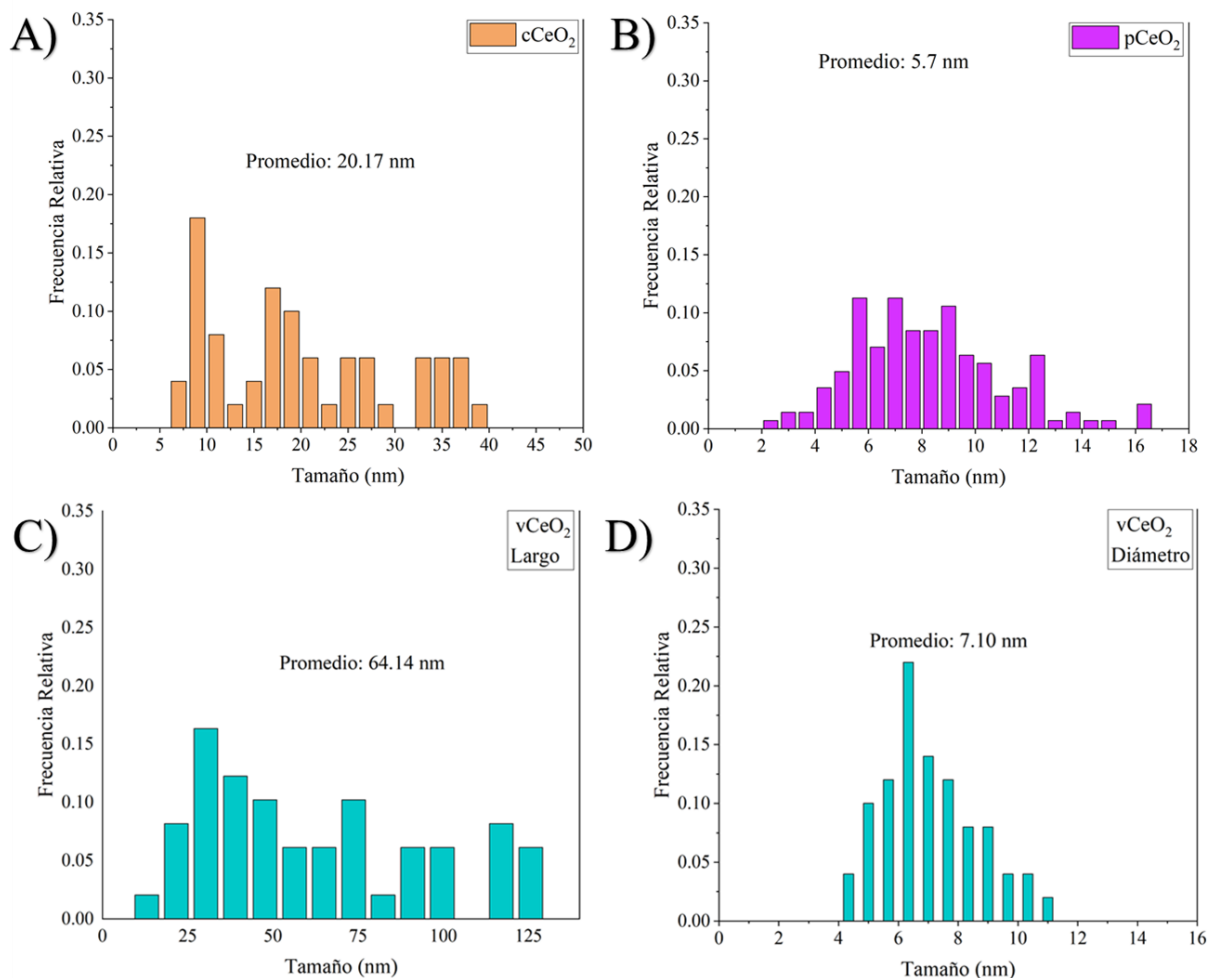 A)
cCeO₂
Promedio: 20.17 nm
Frecuencia Relativa
0.35
0.30
0.25
0.20
0.15
0.10
0.05
0.00
0 5 10 15 20 25 30 35 40 45 50
Tamaño (nm)
B)
pCeO₂
Promedio: 5.7 nm
Frecuencia Relativa
0.35
0.30
0.25
0.20
0.15
0.10
0.05
0.00
0 2 4 6 8 10 12 14 16 18
Tamaño (nm)
C)
vCeO₂
Largo
Promedio: 64.14 nm
Frecuencia Relativa
0.35
0.30
0.25
0.20
0.15
0.10
0.05
0.00
0 25 50 75 100 125
Tamaño (nm)
D)
vCeO₂
Diámetro
Promedio: 7.10 nm
Frecuencia Relativa
0.35
0.30
0.25
0.20
0.15
0.10
0.05
0.00
0 2 4 6 8 10 12 14 16
Tamaño (nm)